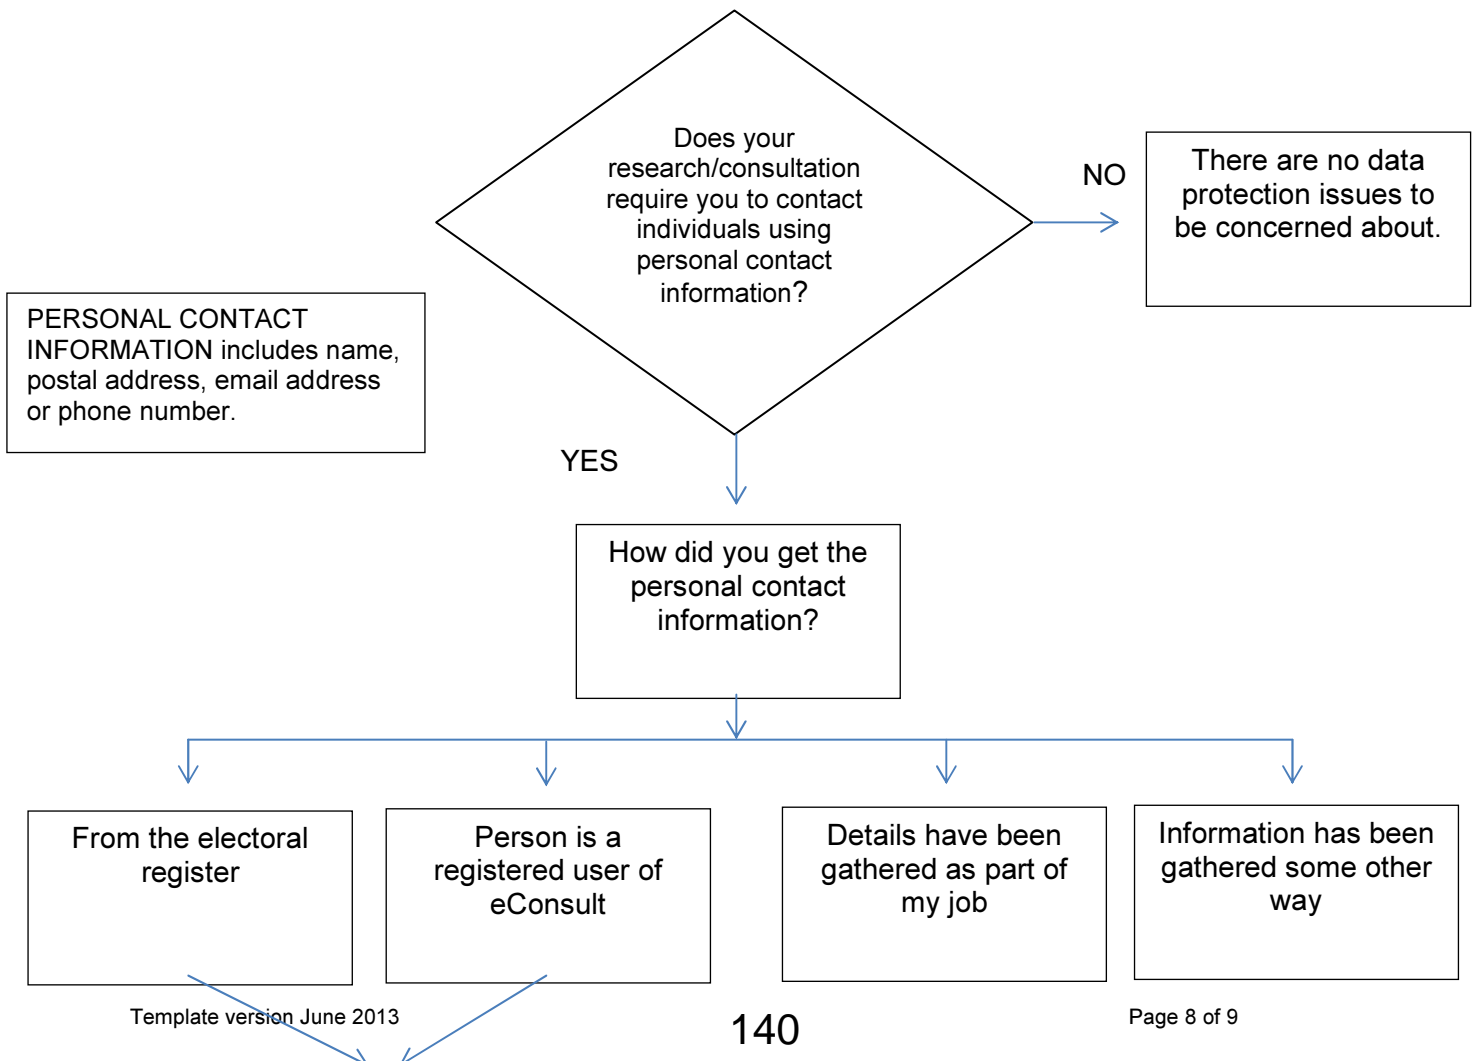 Does your
research/consultation
require you to contact
individuals using
personal contact
information?
NO
There are no data
protection issues to
be concerned about.
PERSONAL CONTACT
INFORMATION includes name,
postal address, email address
or phone number.
YES
How did you get the
personal contact
information?
From the electoral
register
Person is a
registered user of
eConsult
Details have been
gathered as part of
my job
Information has been
gathered some other
way
Template version June 2013
140
Page 8 of 9